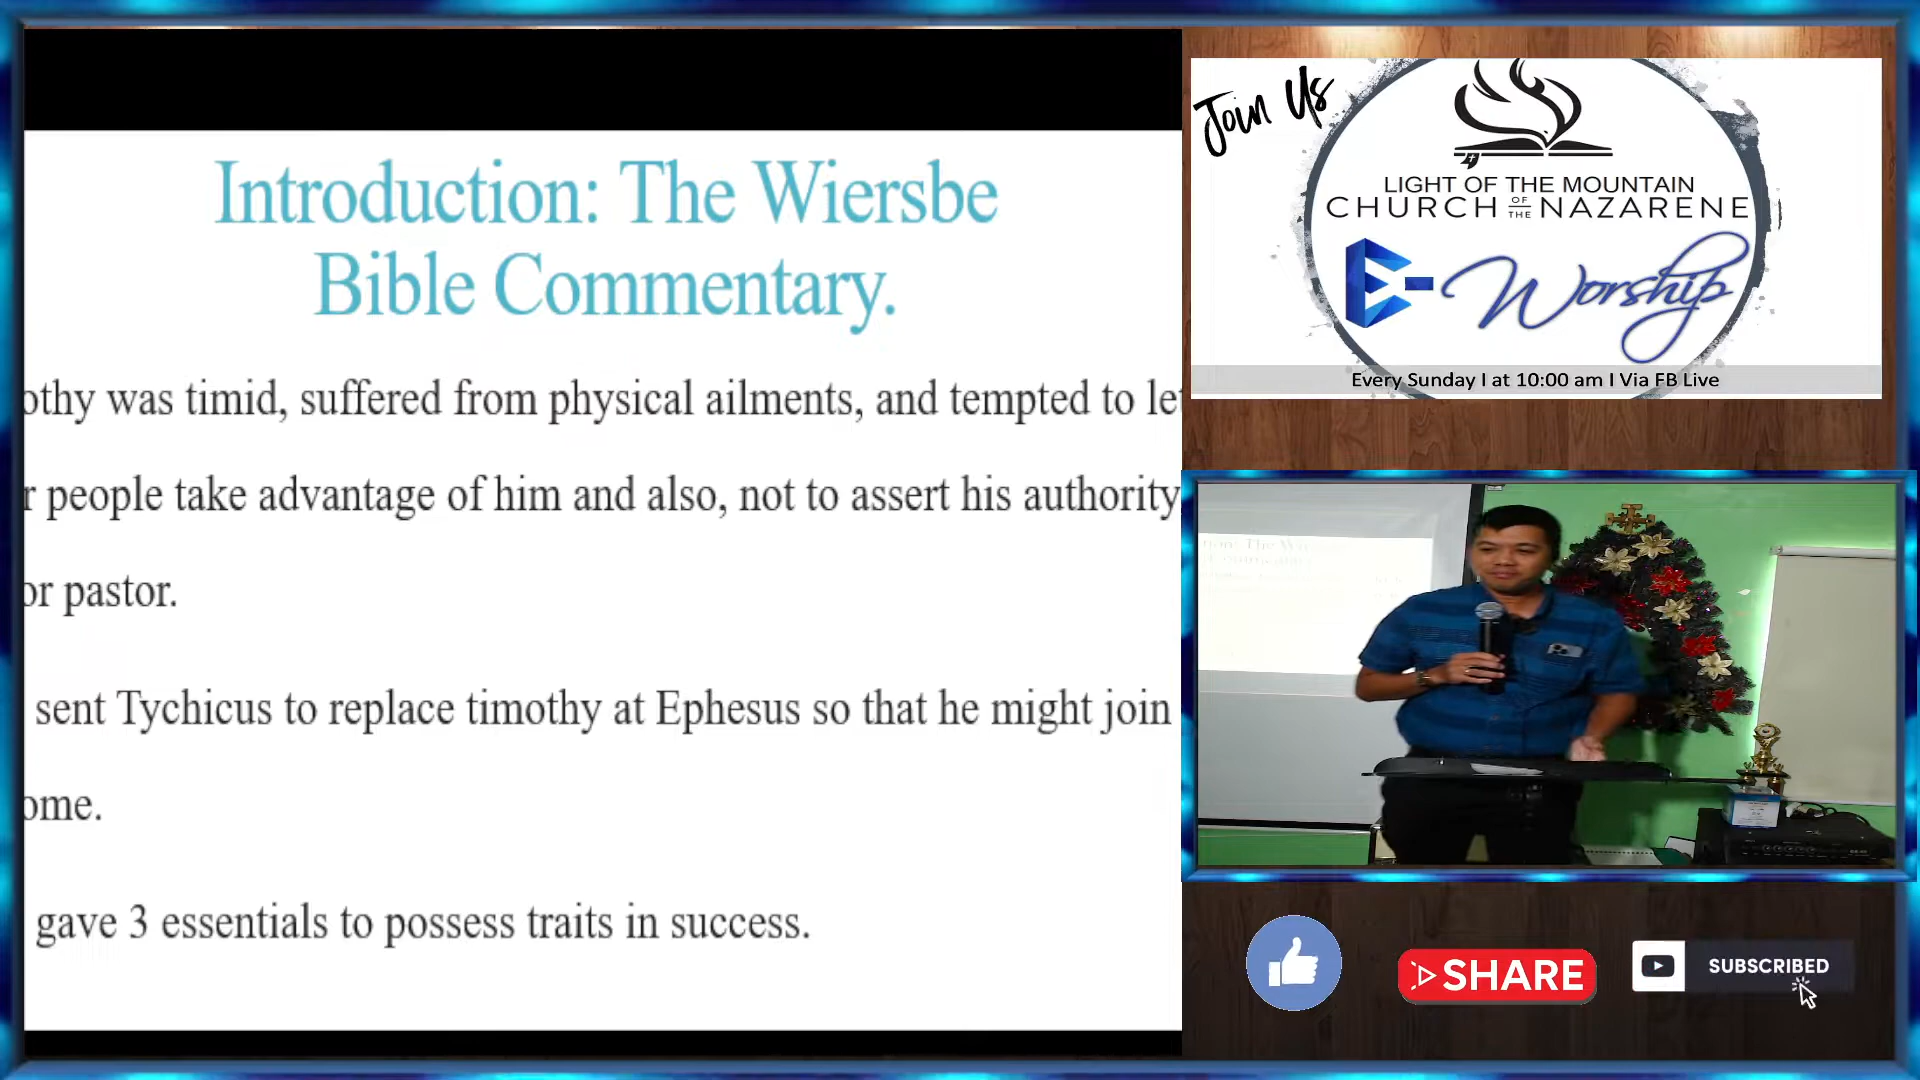 Introduction: The Wiersbe
Bible Commentary.
othy was timid, suffered from physical ailments, and tempted to let
r people take advantage of him and also, not to assert his authority
or pastor.
sent Tychicus to replace timothy at Ephesus so that he might join
ome.
gave 3 essentials to possess traits in success.
Join Us
LIGHT OF THE MOUNTAIN
CHURCH OF THE NAZARENE
E-Worship
Every Sunday I at 10:00 am I Via FB Live
SHARE
SUBSCRIBED